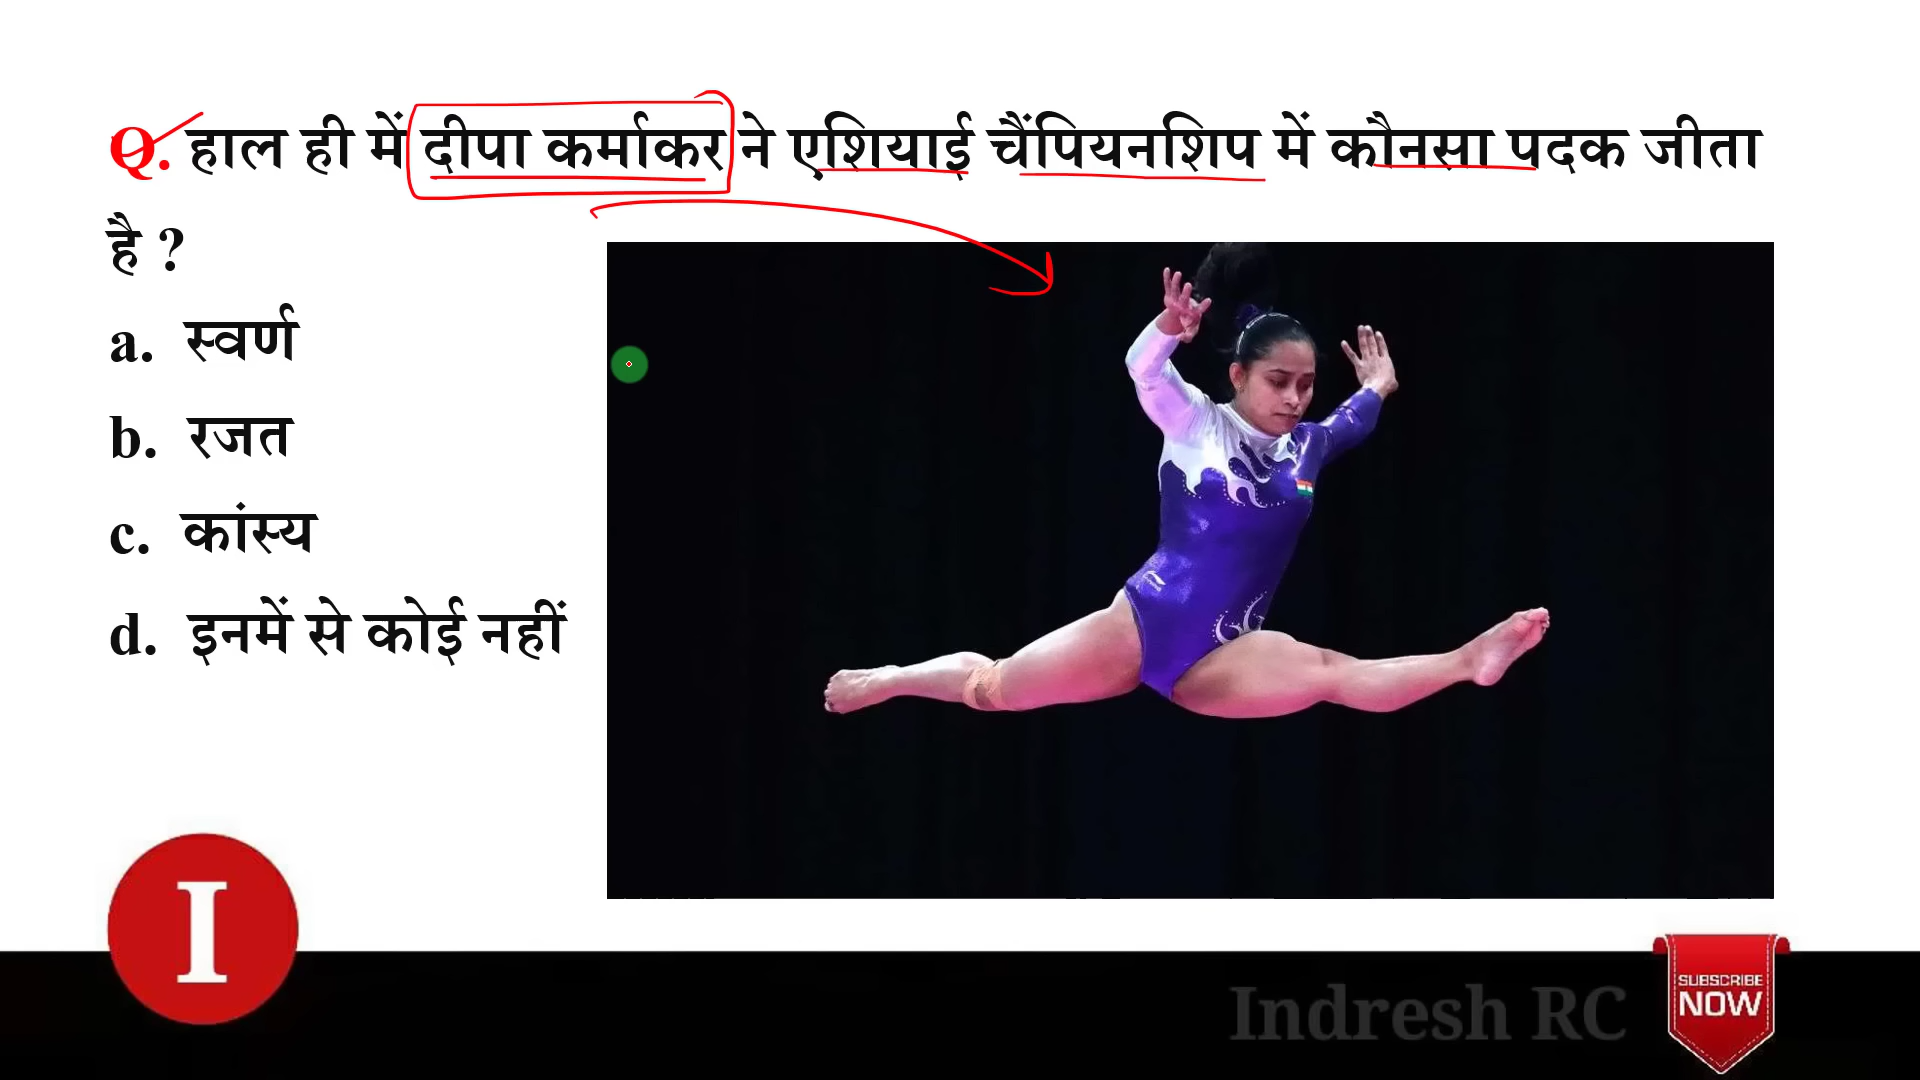 Q. हाल ही में दीपा कर्माकर ने एशियाई चैंपियनशिप में कौनसा पदक जीता
है ?
a. स्वर्ण
b. रजत
c. कांस्य
d. इनमें से कोई नहीं
I
Indresh RC
SUBSCRIBE
NOW